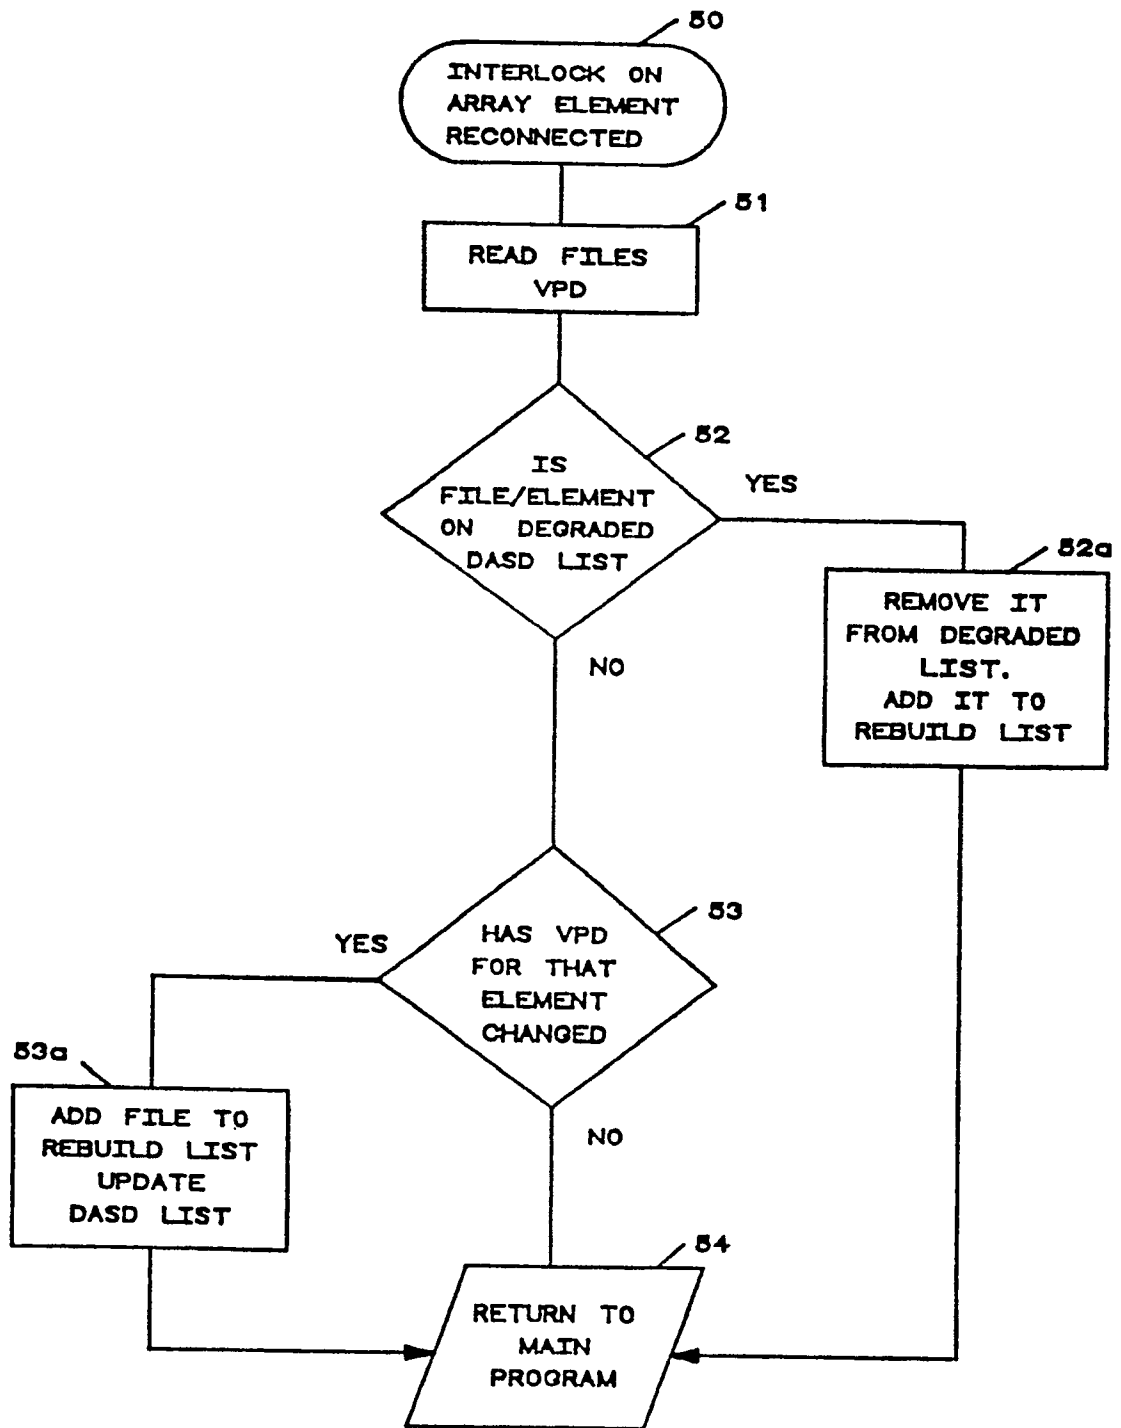 50
INTERLOCK ON
ARRAY ELEMENT
RECONNECTED
51
READ FILES
VPD
52
IS
FILE/ELEMENT
ON DEGRADED
DASD LIST
YES
52a
REMOVE IT
FROM DEGRADED
LIST.
ADD IT TO
REBUILD LIST
NO
53
HAS VPD
FOR THAT
ELEMENT
CHANGED
YES
53a
ADD FILE TO
REBUILD LIST
UPDATE
DASD LIST
NO
54
RETURN TO
MAIN
PROGRAM